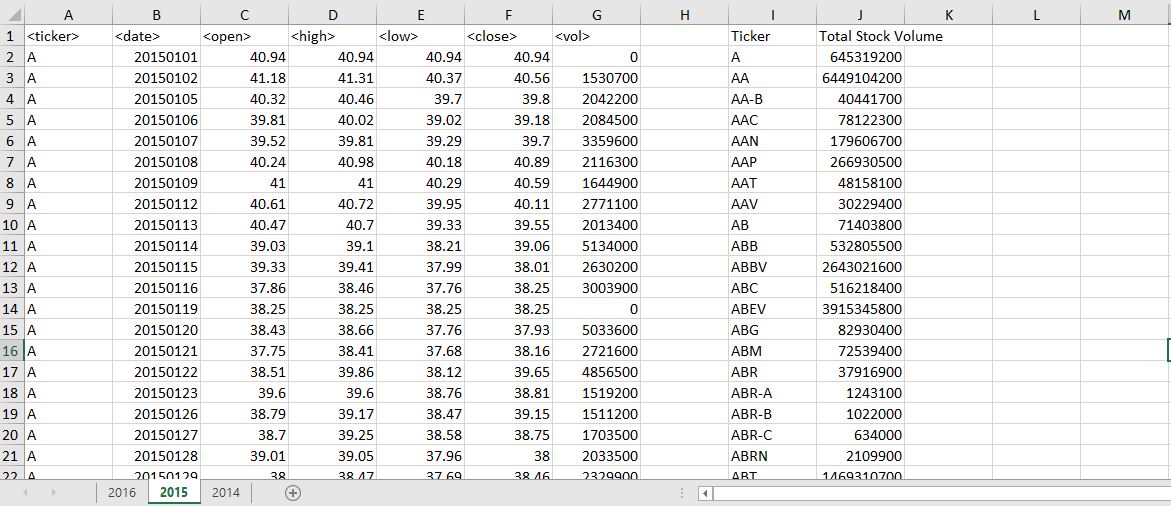 A B C D E F G H I J K L M
1 <ticker> <date> <open> <high> <low> <close> <vol> Ticker Total Stock Volume
2 A 20150101 40.94 40.94 40.94 40.94 0 A 645319200
3 A 20150102 41.18 41.31 40.37 40.56 1530700 AA 6449104200
4 A 20150105 40.32 40.46 39.7 39.8 2042200 AA-B 40441700
5 A 20150106 39.81 40.02 39.02 39.18 2084500 AAC 78122300
6 A 20150107 39.52 39.81 39.29 39.7 3359600 AAN 179606700
7 A 20150108 40.24 40.98 40.18 40.89 2116300 AAP 266930500
8 A 20150109 41 41 40.29 40.59 1644900 AAT 48158100
9 A 20150112 40.61 40.72 39.95 40.11 2771100 AAV 30229400
10 A 20150113 40.47 40.7 39.33 39.55 2013400 AB 71403800
11 A 20150114 39.03 39.1 38.21 39.06 5134000 ABB 532805500
12 A 20150115 39.33 39.41 37.99 38.01 2630200 ABBV 2643021600
13 A 20150116 37.86 38.46 37.76 38.25 3003900 ABC 516218400
14 A 20150119 38.25 38.25 38.25 38.25 0 ABEV 3915345800
15 A 20150120 38.43 38.66 37.76 37.93 5033600 ABG 82930400
16 A 20150121 37.75 38.41 37.68 38.16 2721600 ABM 72539400
17 A 20150122 38.51 39.86 38.12 39.65 4856500 ABR 37916900
18 A 20150123 39.6 39.6 38.76 38.81 1519200 ABR-A 1243100
19 A 20150126 38.79 39.17 38.47 39.15 1511200 ABR-B 1022000
20 A 20150127 38.7 39.25 38.58 38.75 1703500 ABR-C 634000
21 A 20150128 39.01 39.05 37.96 38 2033500 ABRN 2109900
22 A 20150129 38 38.47 37.69 38.46 2329900 ABT 1469310700
2016 2015 2014